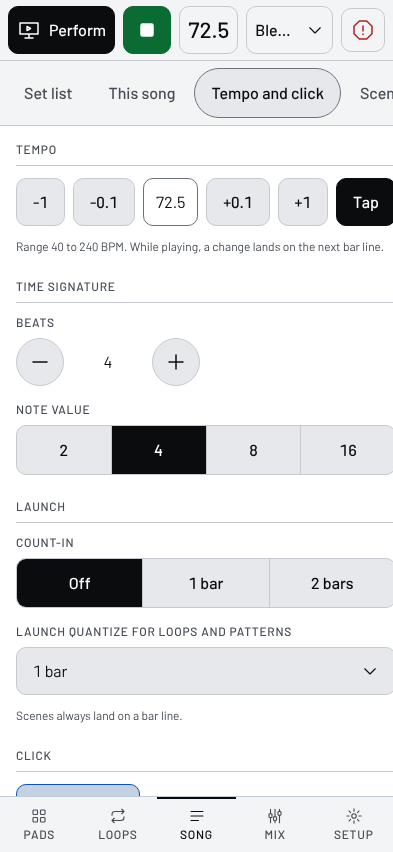 Perform
72.5
Ble...
Set list
This song
Tempo and click
Scen
TEMPO
-1
-0.1
72.5
+0.1
+1
Tap
Range 40 to 240 BPM. While playing, a change lands on the next bar line.
TIME SIGNATURE
BEATS
4
NOTE VALUE
2
4
8
16
LAUNCH
COUNT-IN
Off
1 bar
2 bars
LAUNCH QUANTIZE FOR LOOPS AND PATTERNS
1 bar
Scenes always land on a bar line.
CLICK
PADS
LOOPS
SONG
MIX
SETUP